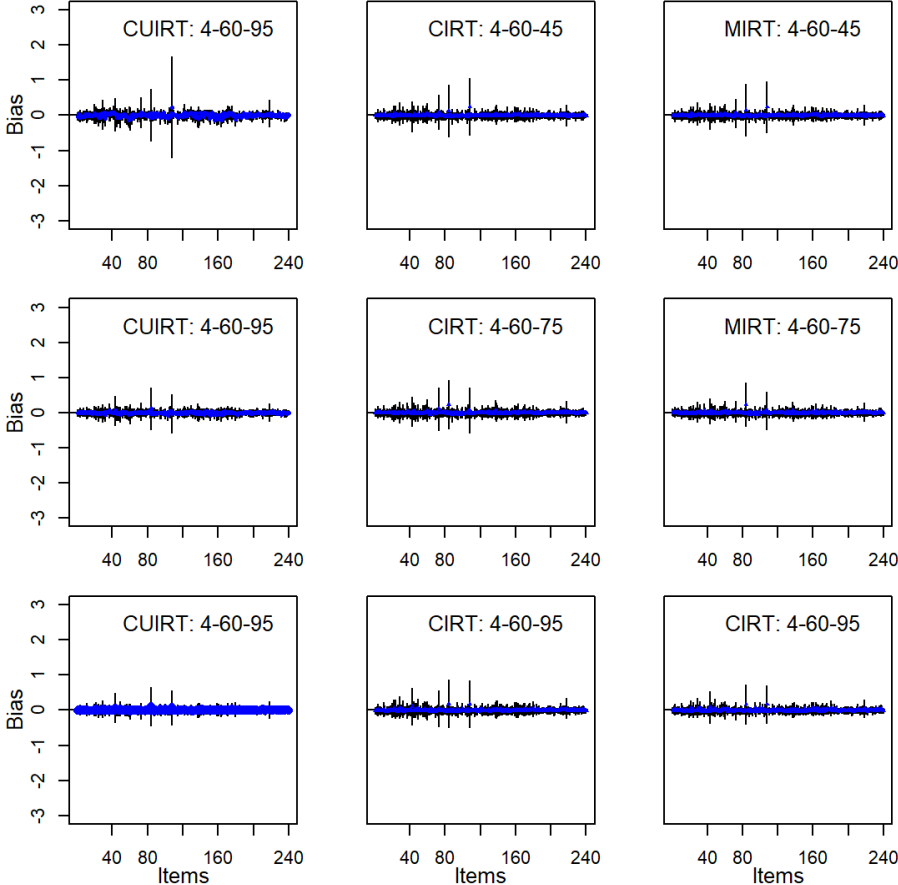 CUIRT: 4-60-95
CIRT: 4-60-45
MIRT: 4-60-45
3
2
1
0
-1
-2
-3
Bias
40 80 160 240
40 80 160 240
40 80 160 240
CUIRT: 4-60-95
CIRT: 4-60-75
MIRT: 4-60-75
3
2
1
0
-1
-2
-3
Bias
40 80 160 240
40 80 160 240
40 80 160 240
CUIRT: 4-60-95
CIRT: 4-60-95
CIRT: 4-60-95
3
2
1
0
-1
-2
-3
Bias
40 80 160 240
40 80 160 240
40 80 160 240
Items
Items
Items